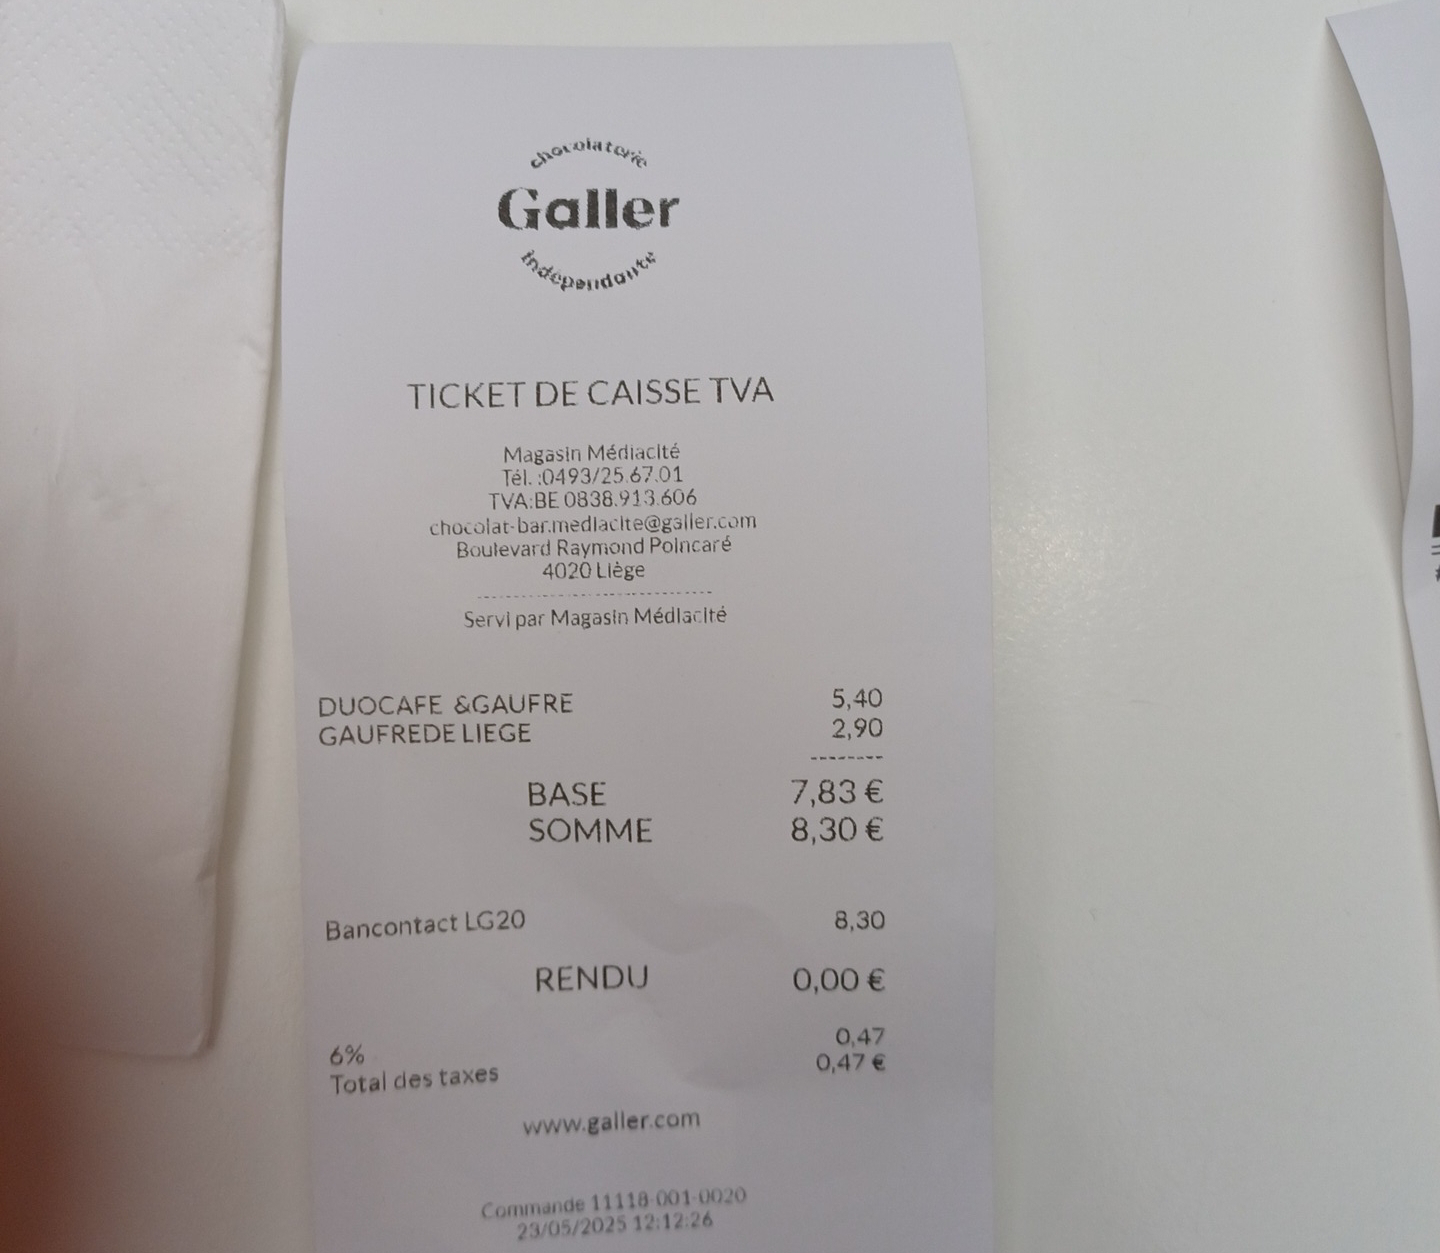 chocolaterie
Galler
indépendante
TICKET DE CAISSE TVA
Magasin Médiacité
Tél. :0493/25.67.01
TVA:BE 0838.913.606
chocolat-bar.mediacite@galler.com
Boulevard Raymond Poincaré
4020 Liège
--------------------------------
Servi par Magasin Médiacité
DUOCAFE &GAUFRE 5,40
GAUFREDE LIEGE 2,90
--------
BASE 7,83 €
SOMME 8,30 €
Bancontact LG20 8,30
RENDU 0,00 €
6% 0,47
Total des taxes 0,47 €
www.galler.com
Commande 11118-001-0020
23/05/2025 12:12:26